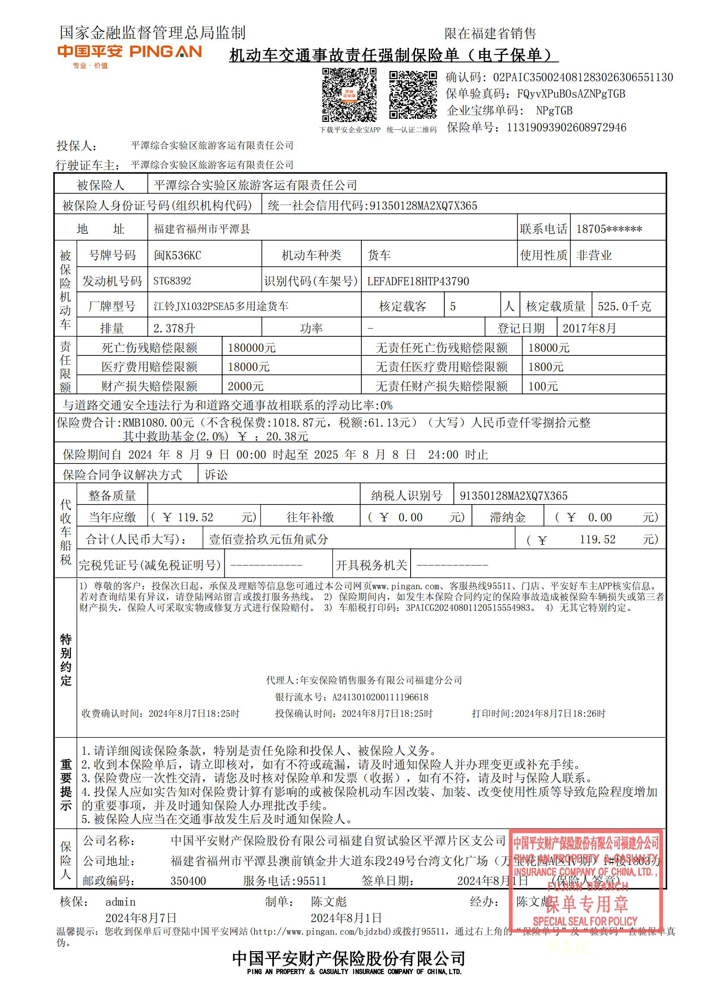 国家金融监督管理总局监制
限在福建省销售
中国平安 PINGAN
专业·价值
机动车交通事故责任强制保险单（电子保单）
平安
企业宝
下载平安企业宝APP 统一认证二维码
确认码: 02PAIC350024081283026306551130
保单验真码: FQyvXPuBOsAZNPgTGB
企业宝绑单码: NPgTGB
保险单号: 11319093902608972946
投保人: 平潭综合实验区旅游客运有限责任公司
行驶证车主: 平潭综合实验区旅游客运有限责任公司
被保险人 平潭综合实验区旅游客运有限责任公司
被保险人身份证号码(组织机构代码) 统一社会信用代码:91350128MA2XQ7X365
地 址 福建省福州市平潭县 联系电话 18705******
被保险机动车
号牌号码 闽K536KC 机动车种类 货车 使用性质 非营业
发动机号码 STG8392 识别代码(车架号) LEFADFE18HTP43790
厂牌型号 江铃JX1032PSEA5多用途货车 核定载客 5 人 核定载质量 525.0千克
排量 2.378升 功率 - 登记日期 2017年8月
责任限额
死亡伤残赔偿限额 180000元 无责任死亡伤残赔偿限额 18000元
医疗费用赔偿限额 18000元 无责任医疗费用赔偿限额 1800元
财产损失赔偿限额 2000元 无责任财产损失赔偿限额 100元
与道路交通安全违法行为和道路交通事故相联系的浮动比率:0%
保险费合计:RMB1080.00元（不含税保费:1018.87元，税额:61.13元）（大写）人民币壹仟零捌拾元整
其中救助基金(2.0%) ￥ : 20.38元
保险期间自 2024 年 8 月 9 日 00:00 时起至 2025 年 8 月 8 日 24:00 时止
保险合同争议解决方式 诉讼
代收车船税
整备质量 纳税人识别号 91350128MA2XQ7X365
当年应缴 ( ￥ 119.52 元) 往年补缴 ( ￥ 0.00 元) 滞纳金 ( ￥ 0.00 元)
合计(人民币大写): 壹佰壹拾玖元伍角贰分 ( ￥ 119.52 元)
完税凭证号(减免税证明号) ------------ 开具税务机关 ------------
特别约定
1) 尊敬的客户: 投保次日起，承保及理赔等信息您可通过本公司网页www.pingan.com、客服热线95511、门店、平安好车主APP核实信息。
若对查询结果有异议，请登陆网站留言或拨打服务热线。 2) 保险期间内，如发生本保险合同约定的保险事故造成被保险车辆损失或第三者
财产损失，保险人可采取实物或修复方式进行保险赔付。 3) 车船税打印码: 3PAICG20240801120515554983。 4) 无其它特别约定。
代理人:年安保险销售服务有限公司福建分公司
银行流水号: A2413010200111196618
收费确认时间: 2024年8月7日18:25时 投保确认时间: 2024年8月7日18:25时 打印时间:2024年8月7日18:26时
重要提示
1.请详细阅读保险条款，特别是责任免除和投保人、被保险人义务。
2.收到本保险单后，请立即核对，如有不符或疏漏，请及时通知保险人并办理变更或补充手续。
3.保险费应一次性交清，请您及时核对保险单和发票（收据），如有不符，请及时与保险人联系。
4.投保人应如实告知对保险费计算有影响的或被保险机动车因改装、加装、改变使用性质等导致危险程度增加
的重要事项，并及时通知保险人办理批改手续。
5.被保险人应当在交通事故发生后及时通知保险人。
保险人
公司名称: 中国平安财产保险股份有限公司福建自贸试验区平潭片区支公司
公司地址: 福建省福州市平潭县澳前镇金井大道东段249号台湾文化广场（万宝花园A区Ⅳ期）1#楼1803办
邮政编码: 350400 服务电话:95511 签单日期: 2024年8月1日 (保险人签章)
中国平安财产保险股份有限公司福建分公司
PING AN PROPERTY & CASUALTY
INSURANCE COMPANY OF CHINA, LTD.,
FUJIAN BRANCH
保单专用章
SPECIAL SEAL FOR POLICY
核保: admin 制单: 陈文彪 经办: 陈文彪
2024年8月7日 2024年8月1日
温馨提示: 您收到保单后可登陆中国平安网站(http://www.pingan.com/bjdzbd)或拨打95511，通过右上角的“保险单号”及“验真码”查验保单真
伪。
PAIC
中国平安财产保险股份有限公司
PING AN PROPERTY & CASUALTY INSURANCE COMPANY OF CHINA,LTD.